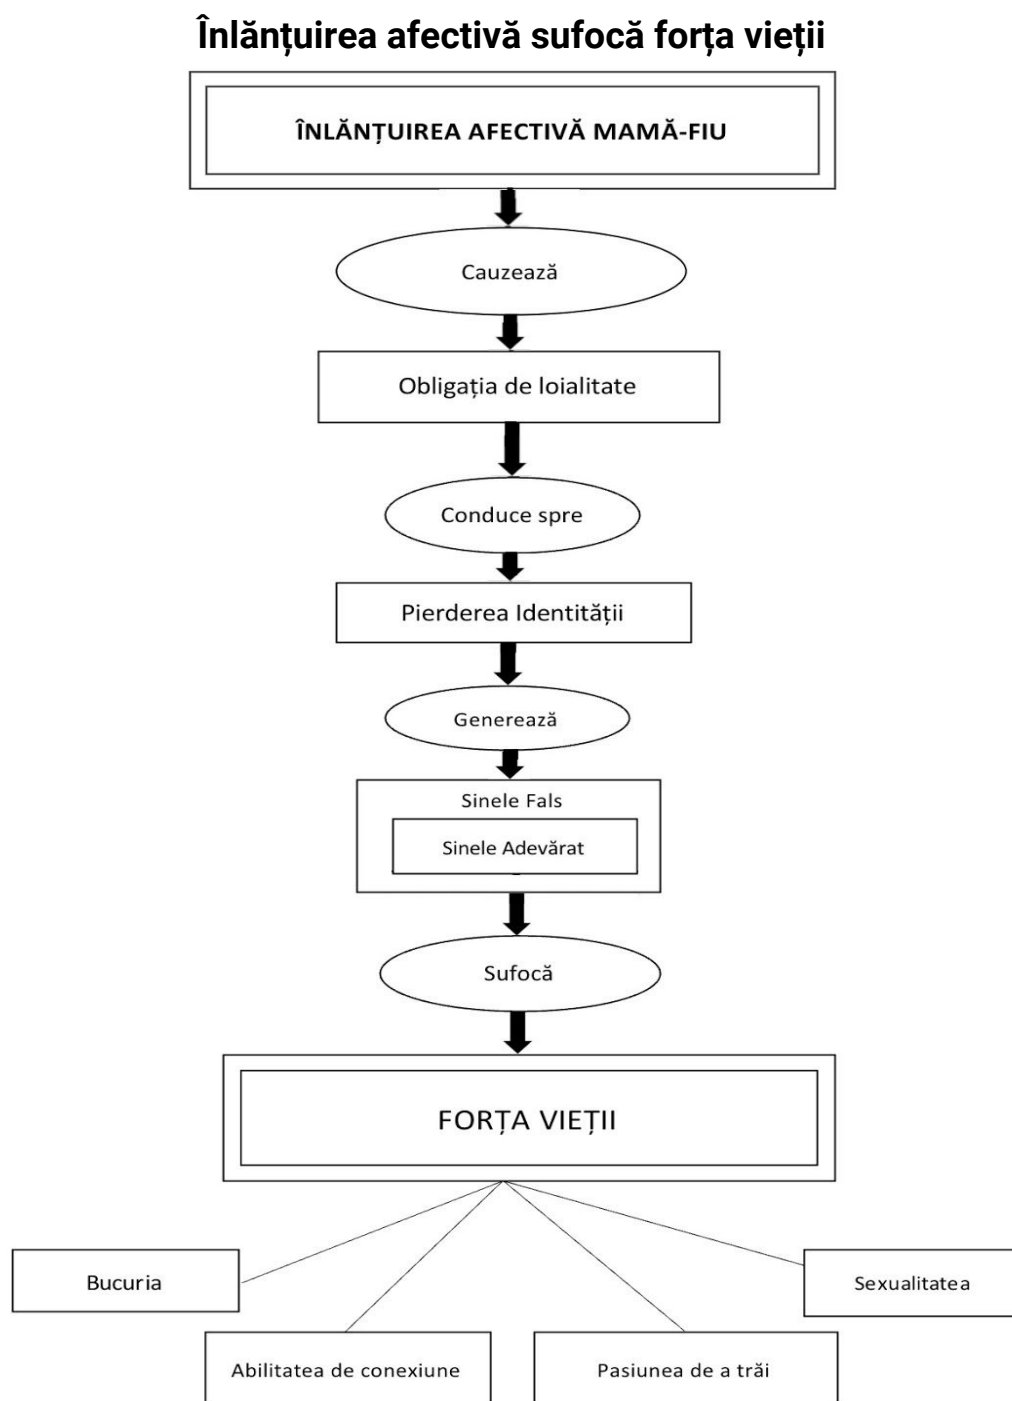 Înlănțuirea afectivă sufocă forța vieții
ÎNLĂNȚUIREA AFECTIVĂ MAMĂ-FIU
Cauzează
Obligația de loialitate
Conduce spre
Pierderea Identității
Generează
Sinele Fals
Sinele Adevărat
Sufocă
FORȚA VIEȚII
Bucuria
Sexualitatea
Abilitatea de conexiune
Pasiunea de a trăi